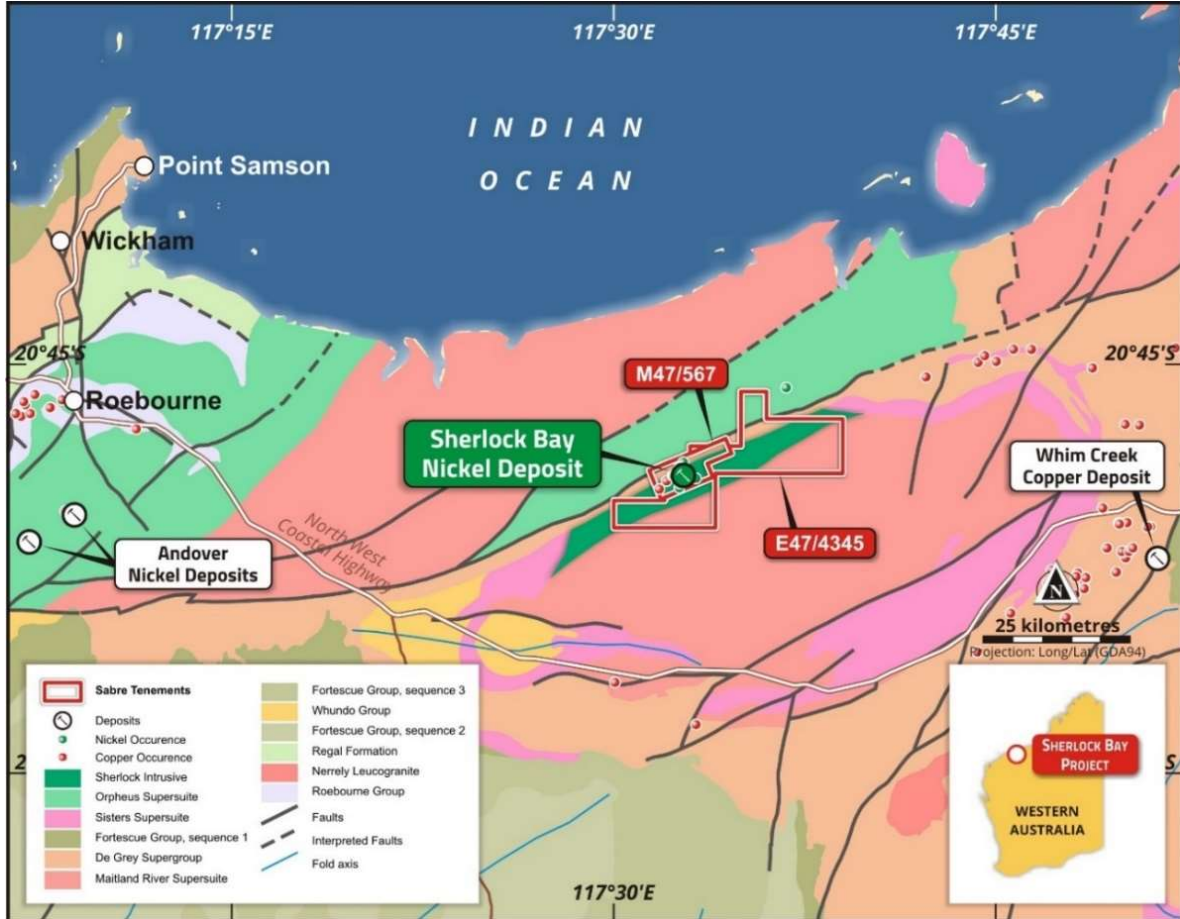 117°15'E
117°30'E
117°45'E
INDIAN
OCEAN
Point Samson
Wickham
20°45'S
20°45'S
M47/567
Roebourne
Sherlock Bay
Nickel Deposit
Whim Creek
Copper Deposit
E47/4345
Andover
Nickel Deposits
North West
Coastal Highway
N
25 kilometres
Projection: Long/Lat (GDA94)
Sabre Tenements
Deposits
Nickel Occurence
Copper Occurence
Sherlock Intrusive
Orpheus Supersuite
Sisters Supersuite
Fortescue Group, sequence 1
De Grey Supergroup
Maitland River Supersuite
Fortescue Group, sequence 3
Whundo Group
Fortescue Group, sequence 2
Regal Formation
Nerrely Leucogranite
Roebourne Group
Faults
Interpreted Faults
Fold axis
117°30'E
SHERLOCK BAY
PROJECT
WESTERN
AUSTRALIA